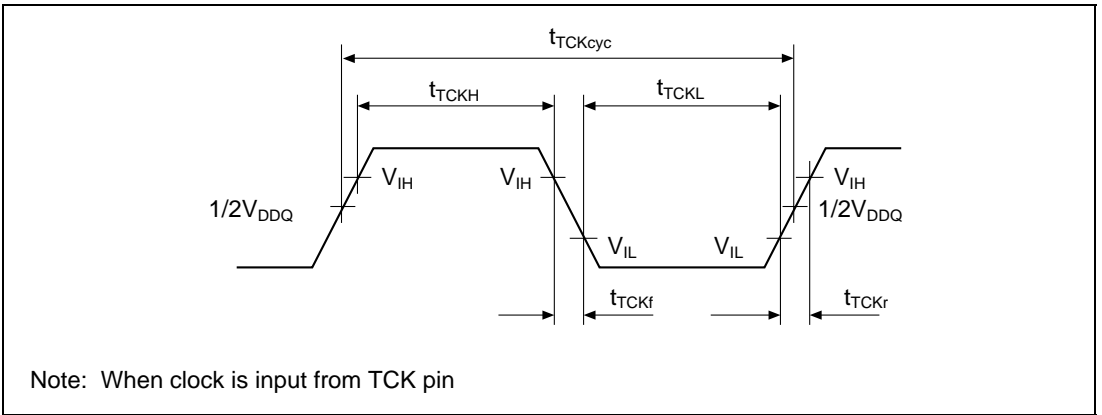 tTCKcyc
tTCKH tTCKL
VIH VIH VIH
1/2VDDQ 1/2VDDQ
VIL VIL
tTCKf tTCKr
Note: When clock is input from TCK pin